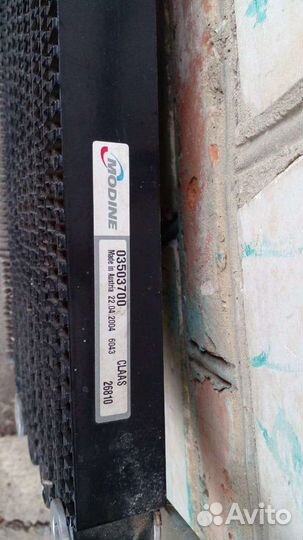 MODINE
03503700
Made in Austria 22.04.2004 6043
CLAAS
26810
Avito